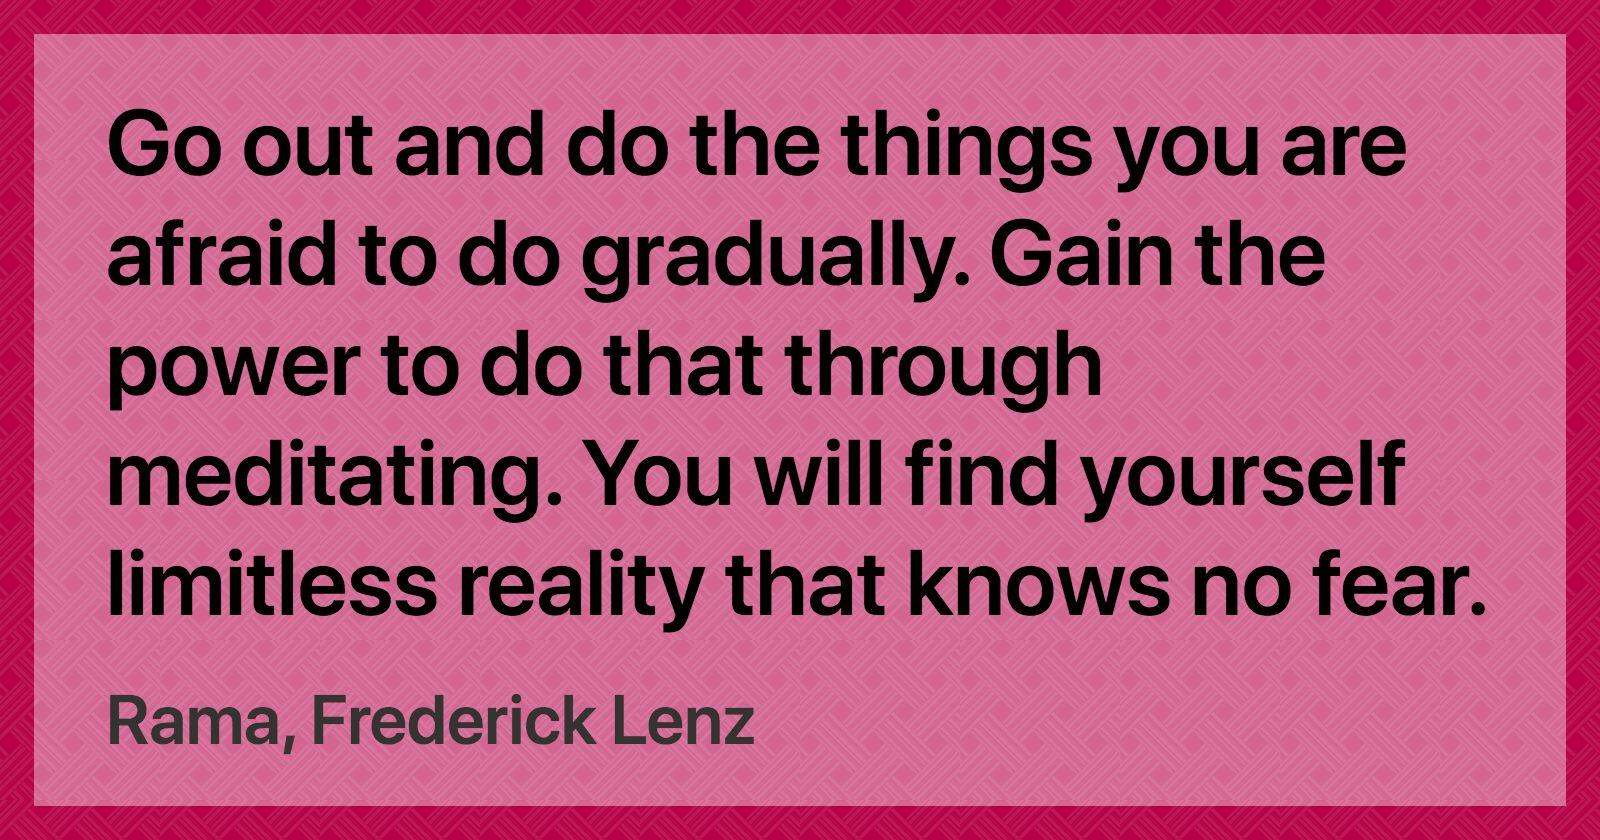 Go out and do the things you are
afraid to do gradually. Gain the
power to do that through
meditating. You will find yourself
limitless reality that knows no fear.
Rama, Frederick Lenz